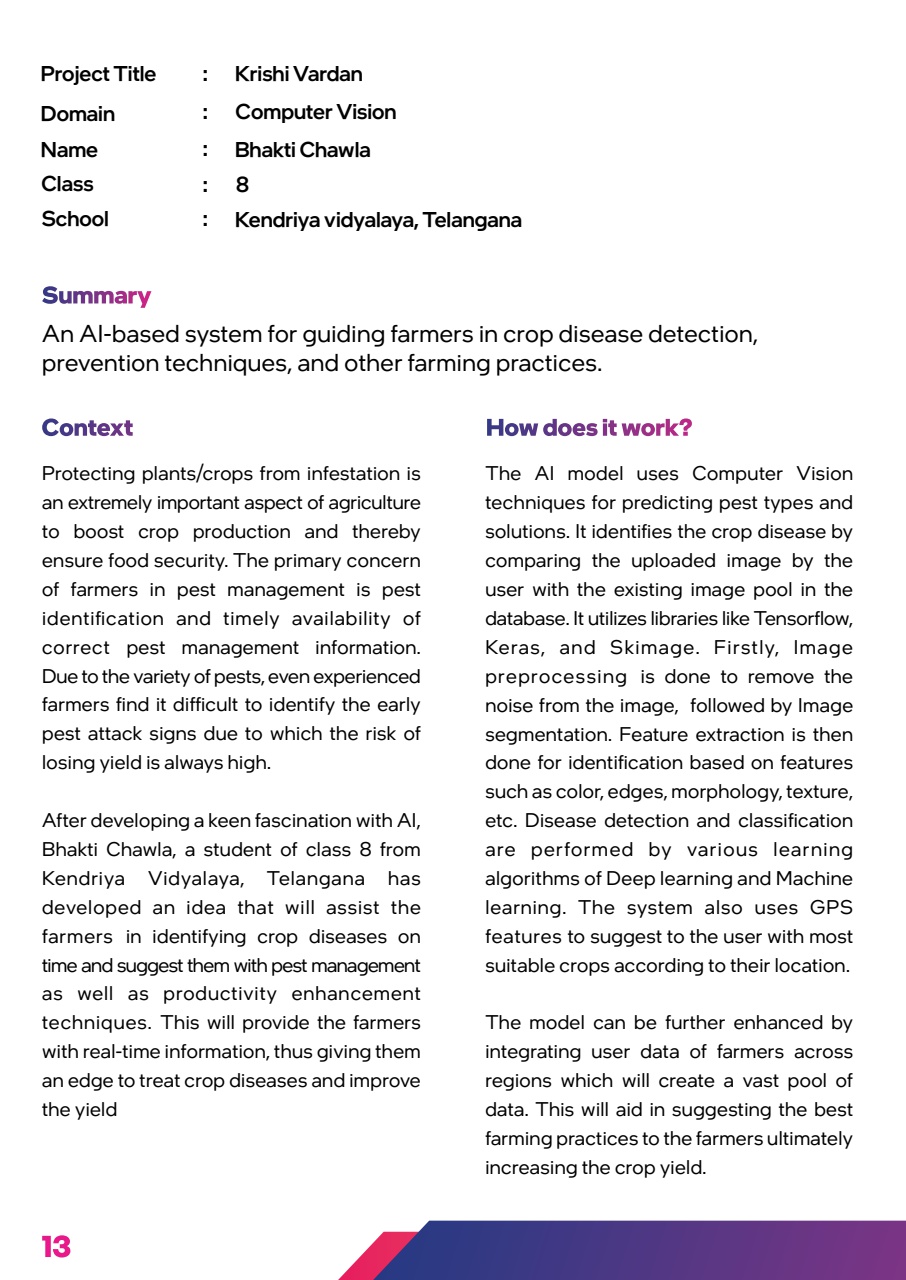 Project Title : Krishi Vardan
Domain : Computer Vision
Name : Bhakti Chawla
Class : 8
School : Kendriya vidyalaya, Telangana
Summary
An AI-based system for guiding farmers in crop disease detection,
prevention techniques, and other farming practices.
Context
Protecting plants/crops from infestation is
an extremely important aspect of agriculture
to boost crop production and thereby
ensure food security. The primary concern
of farmers in pest management is pest
identification and timely availability of
correct pest management information.
Due to the variety of pests, even experienced
farmers find it difficult to identify the early
pest attack signs due to which the risk of
losing yield is always high.
After developing a keen fascination with AI,
Bhakti Chawla, a student of class 8 from
Kendriya Vidyalaya, Telangana has
developed an idea that will assist the
farmers in identifying crop diseases on
time and suggest them with pest management
as well as productivity enhancement
techniques. This will provide the farmers
with real-time information, thus giving them
an edge to treat crop diseases and improve
the yield
How does it work?
The AI model uses Computer Vision
techniques for predicting pest types and
solutions. It identifies the crop disease by
comparing the uploaded image by the
user with the existing image pool in the
database. It utilizes libraries like Tensorflow,
Keras, and Skimage. Firstly, Image
preprocessing is done to remove the
noise from the image, followed by Image
segmentation. Feature extraction is then
done for identification based on features
such as color, edges, morphology, texture,
etc. Disease detection and classification
are performed by various learning
algorithms of Deep learning and Machine
learning. The system also uses GPS
features to suggest to the user with most
suitable crops according to their location.
The model can be further enhanced by
integrating user data of farmers across
regions which will create a vast pool of
data. This will aid in suggesting the best
farming practices to the farmers ultimately
increasing the crop yield.
13